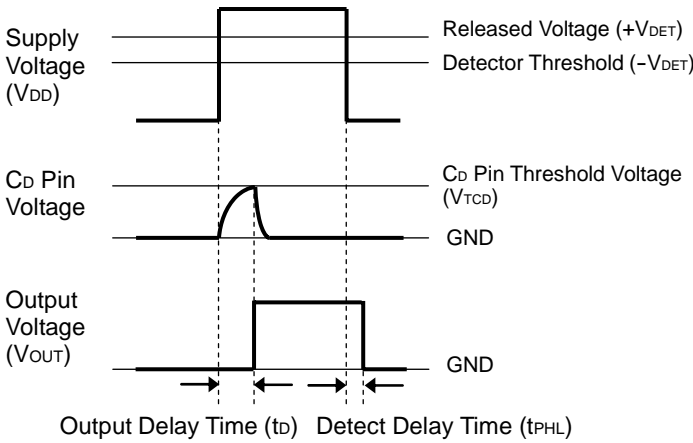 Supply
Voltage
(VDD)
Released Voltage (+VDET)
Detector Threshold (−VDET)
CD Pin
Voltage
CD Pin Threshold Voltage
(VTCD)
GND
Output
Voltage
(VOUT)
GND
Output Delay Time (tD) Detect Delay Time (tPHL)